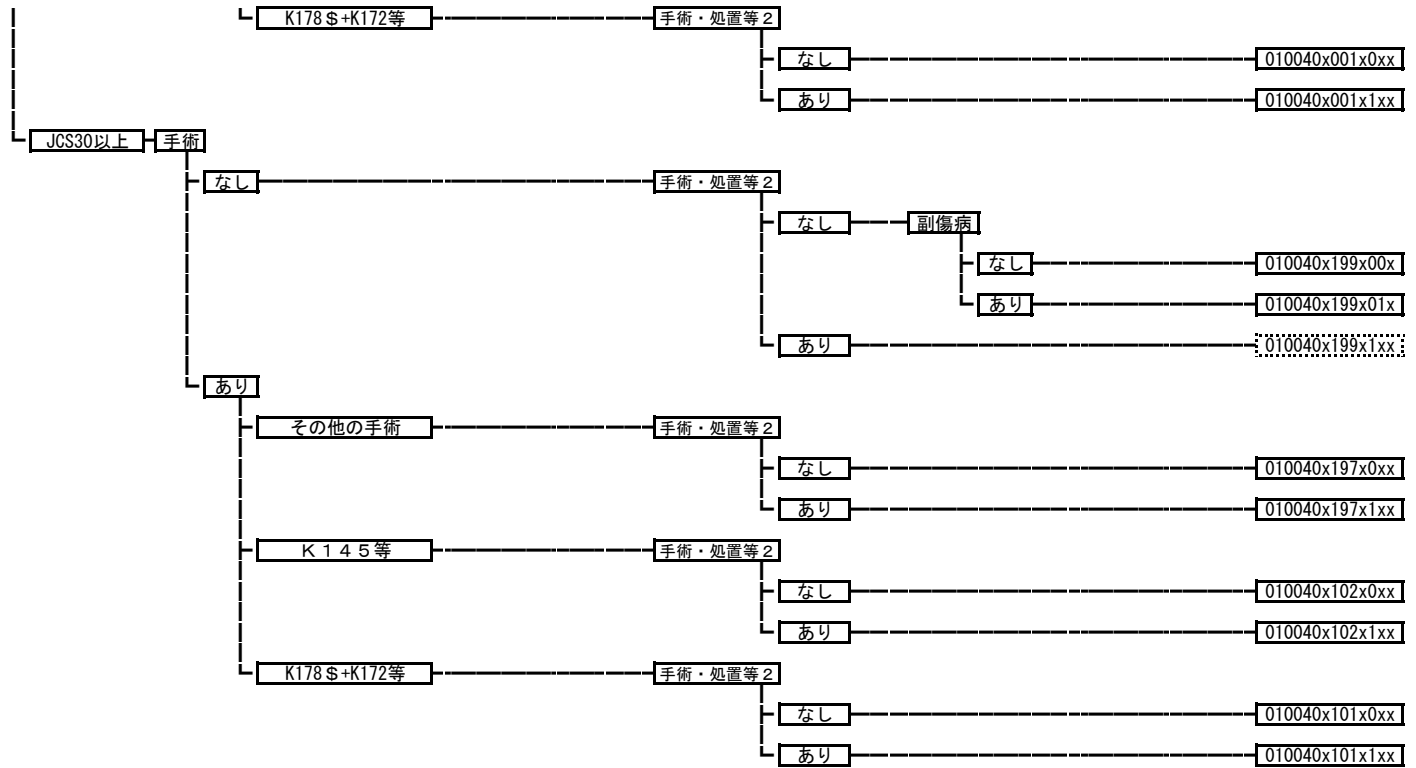 K178＄+K172等 手術・処置等２
なし 010040x001x0xx
あり 010040x001x1xx
JCS30以上 手術
なし 手術・処置等２
なし 副傷病
なし 010040x199x00x
あり 010040x199x01x
あり 010040x199x1xx
あり
その他の手術 手術・処置等２
なし 010040x197x0xx
あり 010040x197x1xx
Ｋ１４５等 手術・処置等２
なし 010040x102x0xx
あり 010040x102x1xx
K178＄+K172等 手術・処置等２
なし 010040x101x0xx
あり 010040x101x1xx